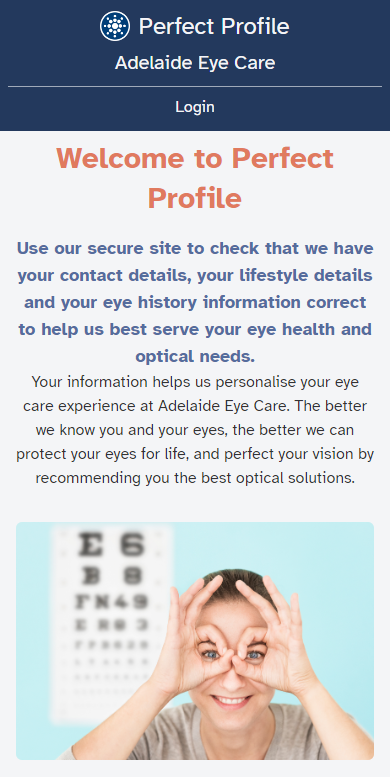 Perfect Profile
Adelaide Eye Care
Login
Welcome to Perfect
Profile
Use our secure site to check that we have
your contact details, your lifestyle details
and your eye history information correct
to help us best serve your eye health and
optical needs.
Your information helps us personalise your eye
care experience at Adelaide Eye Care. The better
we know you and your eyes, the better we can
protect your eyes for life, and perfect your vision by
recommending you the best optical solutions.
E 6
B 8
F N 4 9